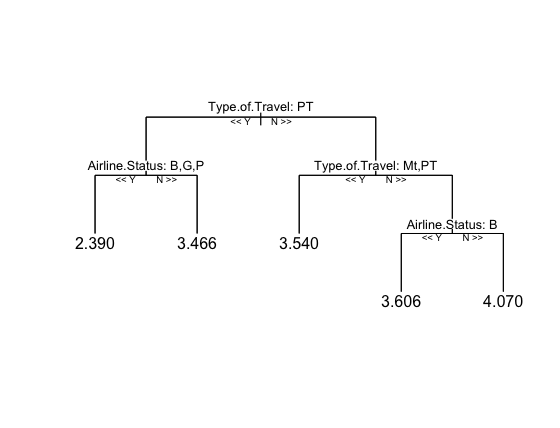 Type.of.Travel: PT
<< Y N >>
Airline.Status: B,G,P
Type.of.Travel: Mt,PT
<< Y N >>
<< Y N >>
Airline.Status: B
<< Y N >>
2.390
3.466
3.540
3.606
4.070